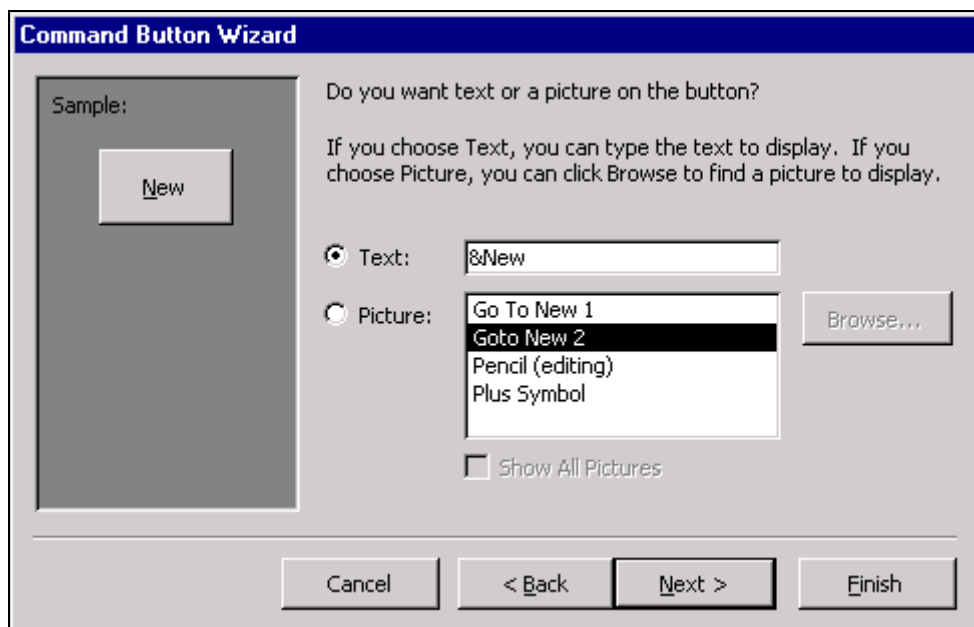 Command Button Wizard
Sample:
New
Do you want text or a picture on the button?
If you choose Text, you can type the text to display.  If you
choose Picture, you can click Browse to find a picture to display.
Text:
&New
Picture:
Go To New 1
Goto New 2
Pencil (editing)
Plus Symbol
Browse...
Show All Pictures
Cancel
< Back
Next >
Finish